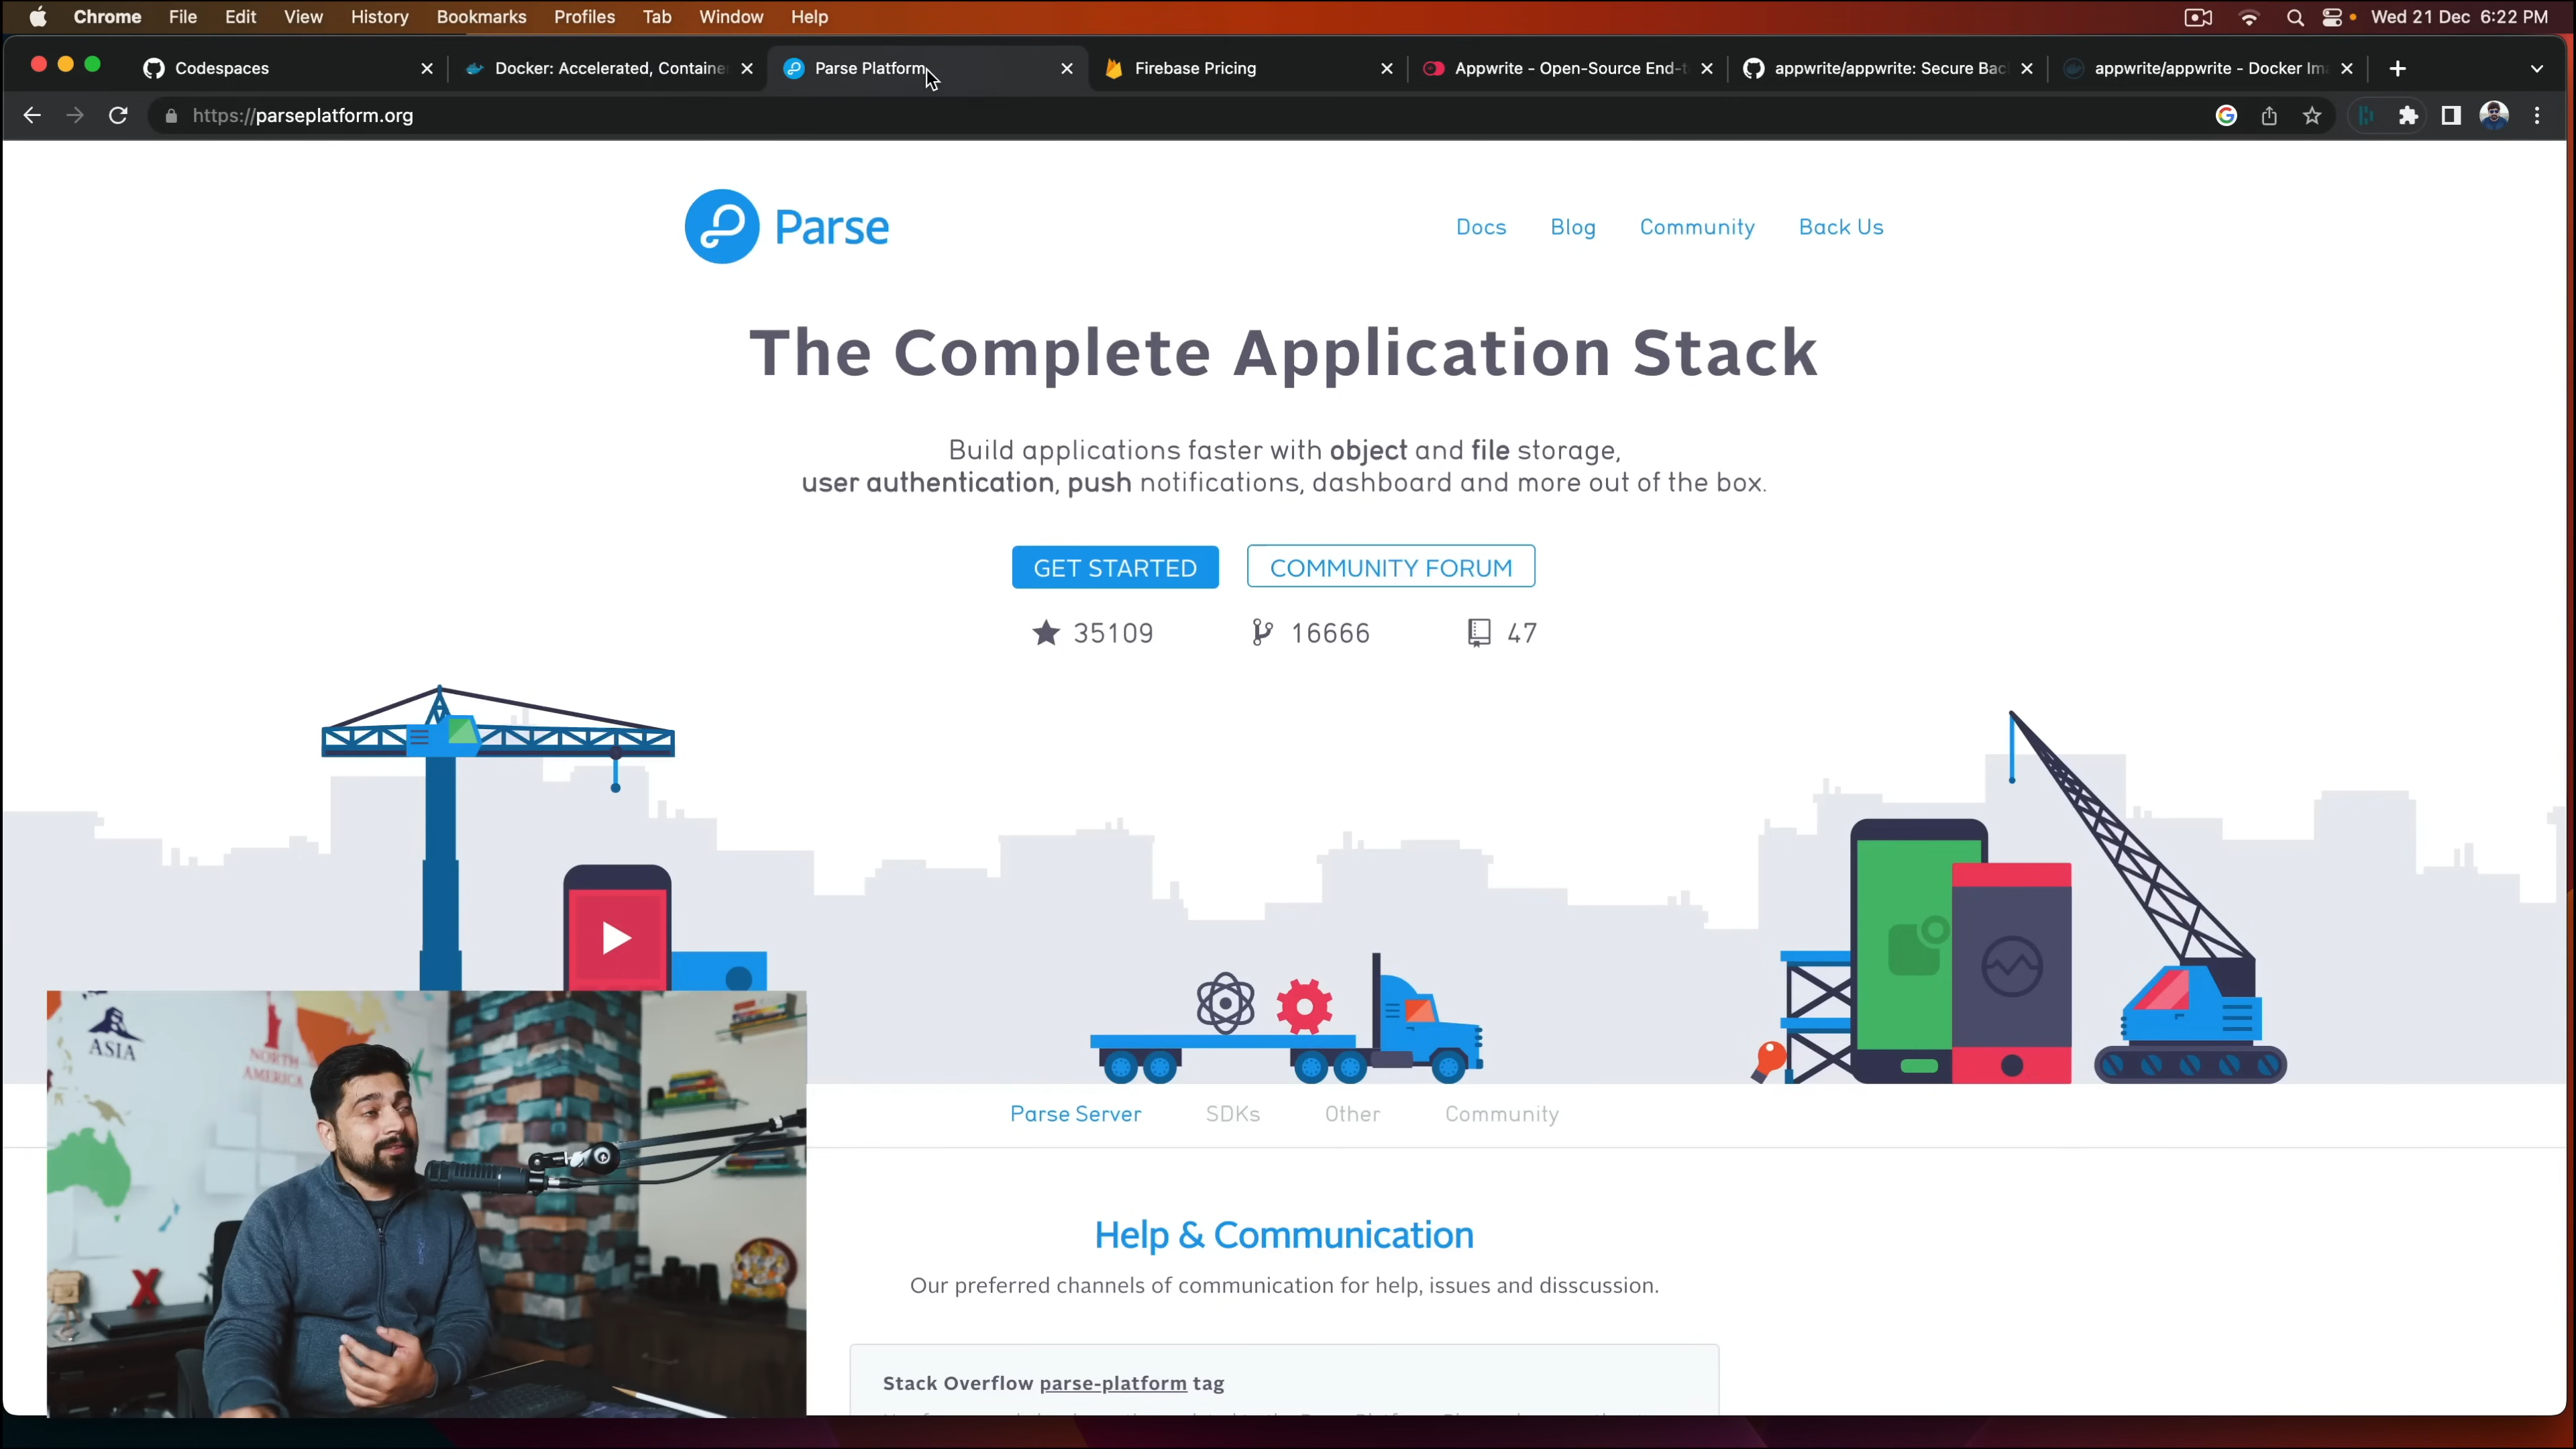 Chrome File Edit View History Bookmarks Profiles Tab Window Help Wed 21 Dec 6:22 PM
Codespaces Docker: Accelerated, Containe Parse Platform Firebase Pricing Appwrite - Open-Source End-t appwrite/appwrite: Secure Bac appwrite/appwrite - Docker Im
https://parseplatform.org
Parse Docs Blog Community Back Us
The Complete Application Stack
Build applications faster with object and file storage,
user authentication, push notifications, dashboard and more out of the box.
GET STARTED COMMUNITY FORUM
35109 16666 47
ASIA
NORTH
AMERICA
Parse Server SDKs Other Community
Help & Communication
Our preferred channels of communication for help, issues and disscussion.
Stack Overflow parse-platform tag